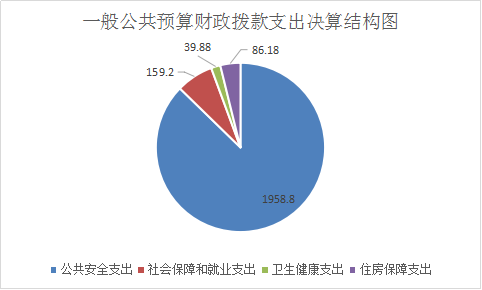 一般公共预算财政拨款支出决算结构图
39.88
86.18
159.2
1958.8
公共安全支出 社会保障和就业支出 卫生健康支出 住房保障支出